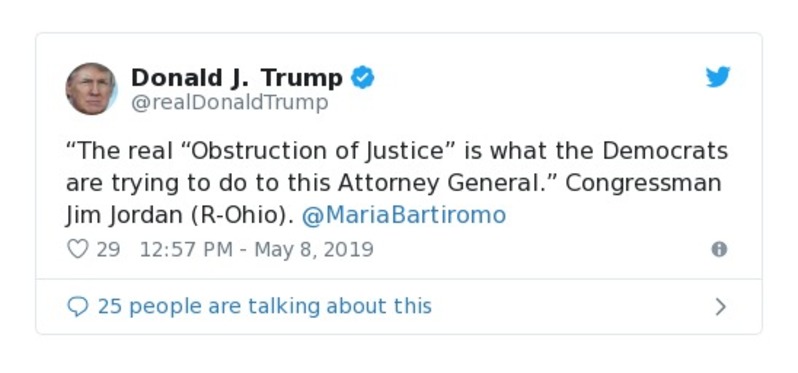 Donald J. Trump
@realDonaldTrump
“The real “Obstruction of Justice” is what the Democrats
are trying to do to this Attorney General.” Congressman
Jim Jordan (R-Ohio). @MariaBartiromo
29 12:57 PM - May 8, 2019
25 people are talking about this